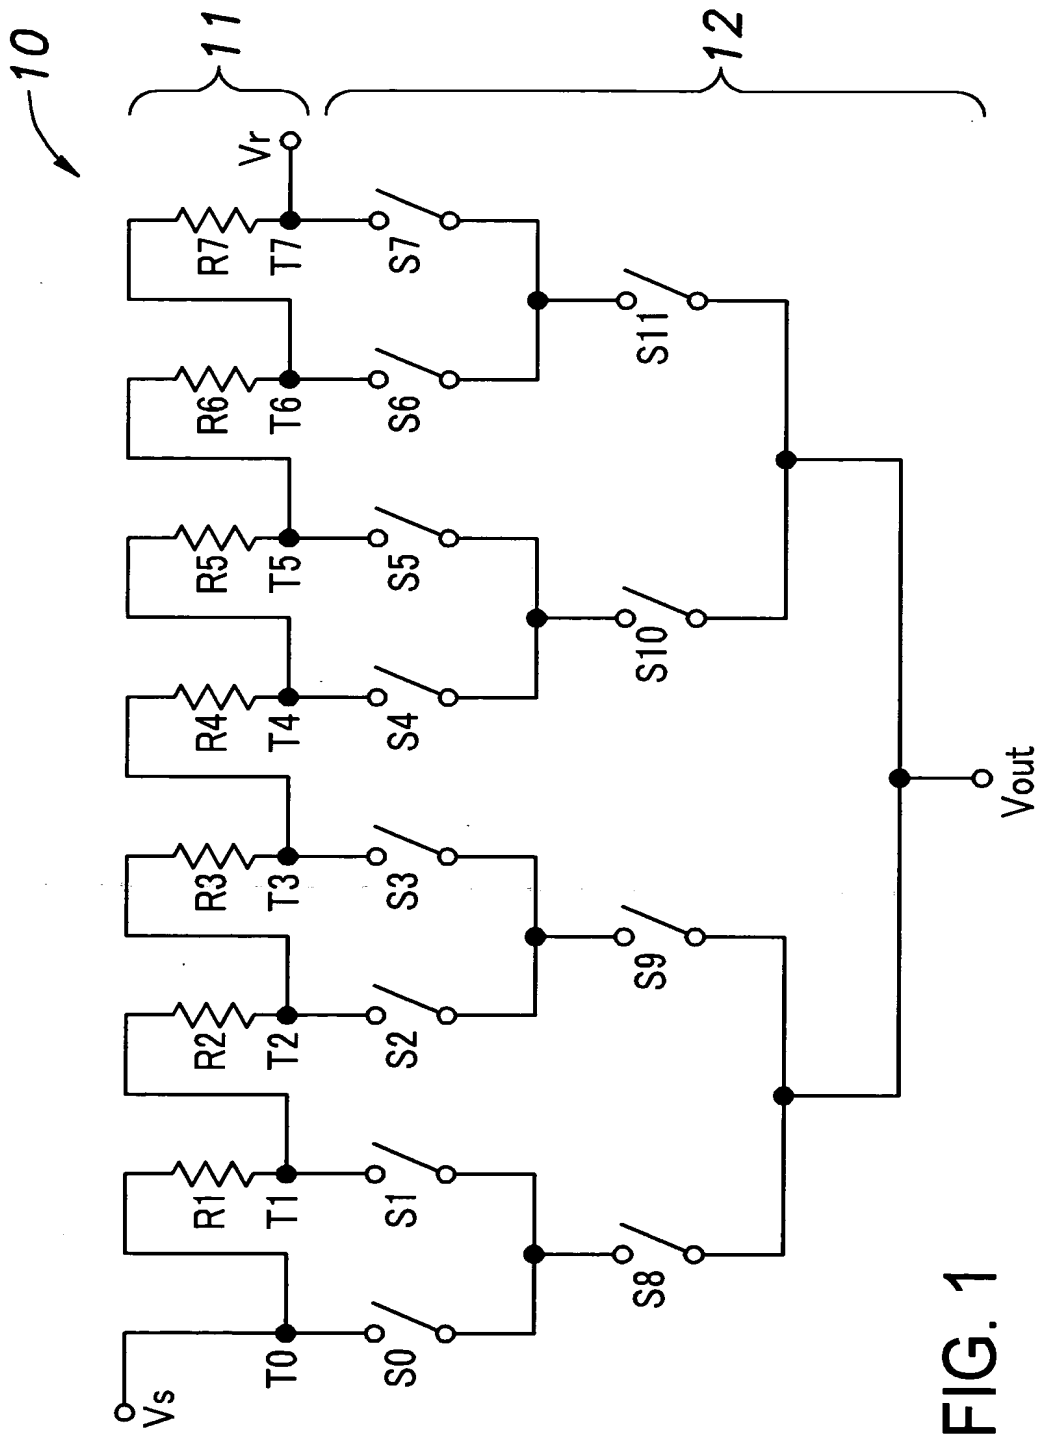 10
11
12
Vs
Vr
R1 R2 R3 R4 R5 R6 R7
T0 T1 T2 T3 T4 T5 T6 T7
S0 S1 S2 S3 S4 S5 S6 S7
S8 S9 S10 S11
Vout
FIG. 1